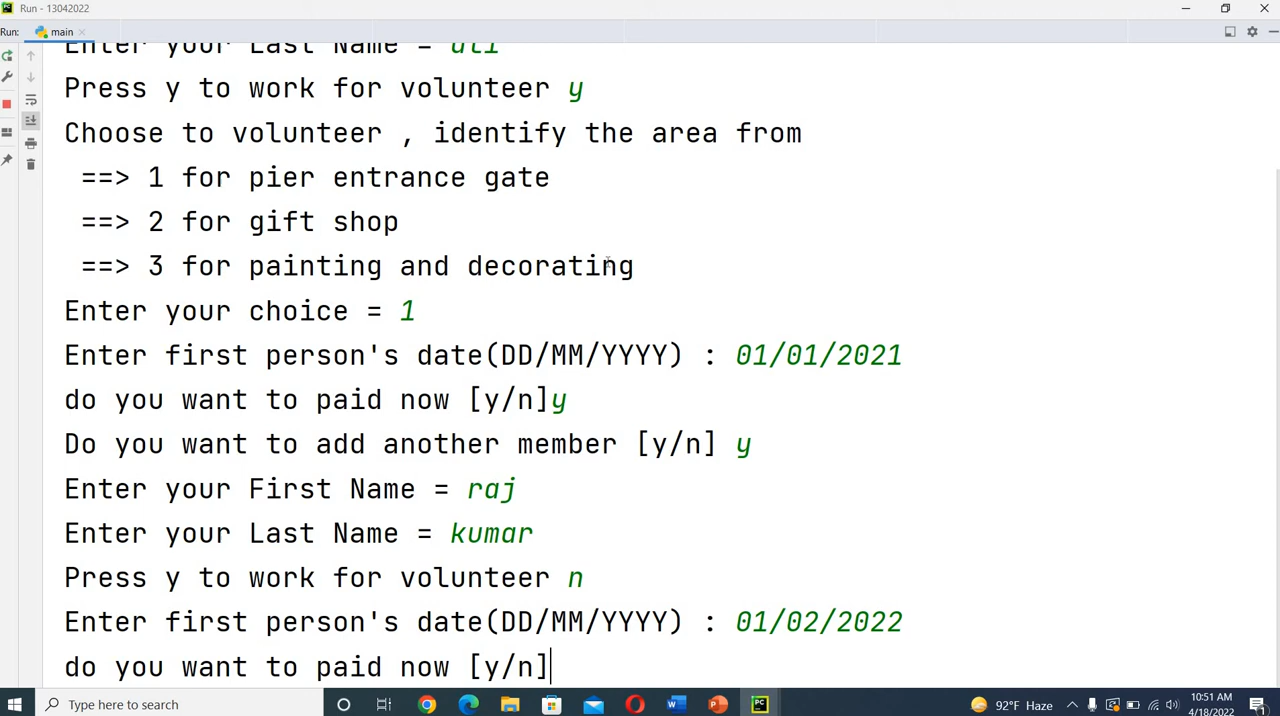 Run - 13042022
Run: main
Enter your Last Name = ali
Press y to work for volunteer y
Choose to volunteer , identify the area from
==> 1 for pier entrance gate
==> 2 for gift shop
==> 3 for painting and decorating
Enter your choice = 1
Enter first person's date(DD/MM/YYYY) : 01/01/2021
do you want to paid now [y/n]y
Do you want to add another member [y/n] y
Enter your First Name = raj
Enter your Last Name = kumar
Press y to work for volunteer n
Enter first person's date(DD/MM/YYYY) : 01/02/2022
do you want to paid now [y/n]
Type here to search
92°F Haze
10:51 AM
4/18/2022